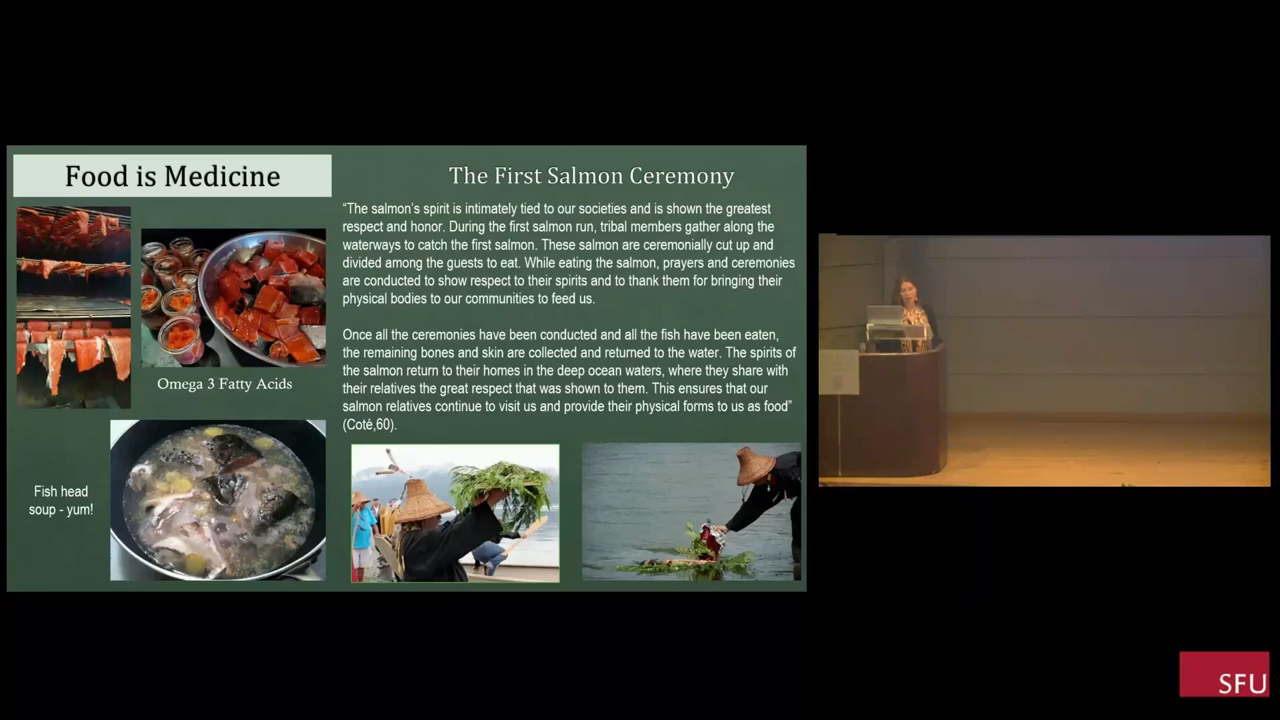 Food is Medicine
Omega 3 Fatty Acids
Fish head
soup - yum!
The First Salmon Ceremony
“The salmon’s spirit is intimately tied to our societies and is shown the greatest
respect and honor. During the first salmon run, tribal members gather along the
waterways to catch the first salmon. These salmon are ceremonially cut up and
divided among the guests to eat. While eating the salmon, prayers and ceremonies
are conducted to show respect to their spirits and to thank them for bringing their
physical bodies to our communities to feed us.
Once all the ceremonies have been conducted and all the fish have been eaten,
the remaining bones and skin are collected and returned to the water. The spirits of
the salmon return to their homes in the deep ocean waters, where they share with
their relatives the great respect that was shown to them. This ensures that our
salmon relatives continue to visit us and provide their physical forms to us as food”
(Coté,60).
SFU